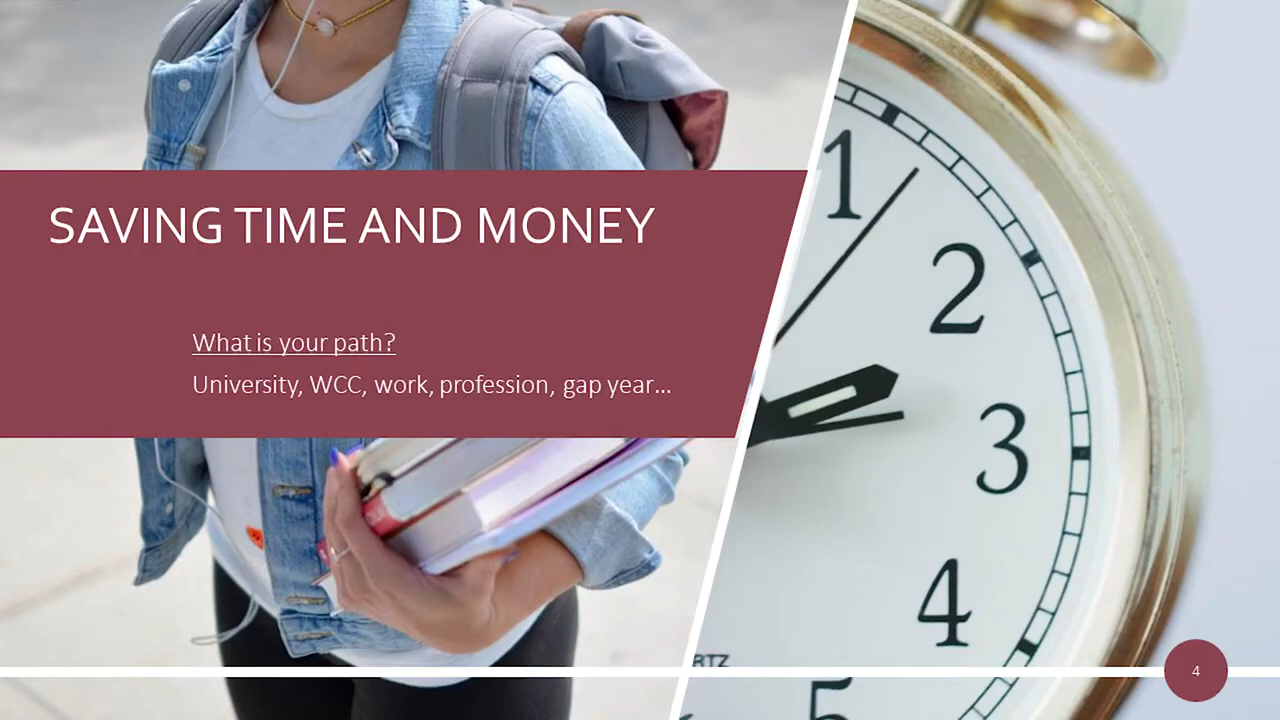 SAVING TIME AND MONEY
What is your path?
University, WCC, work, profession, gap year…
1
2
3
4
5
RTZ
4